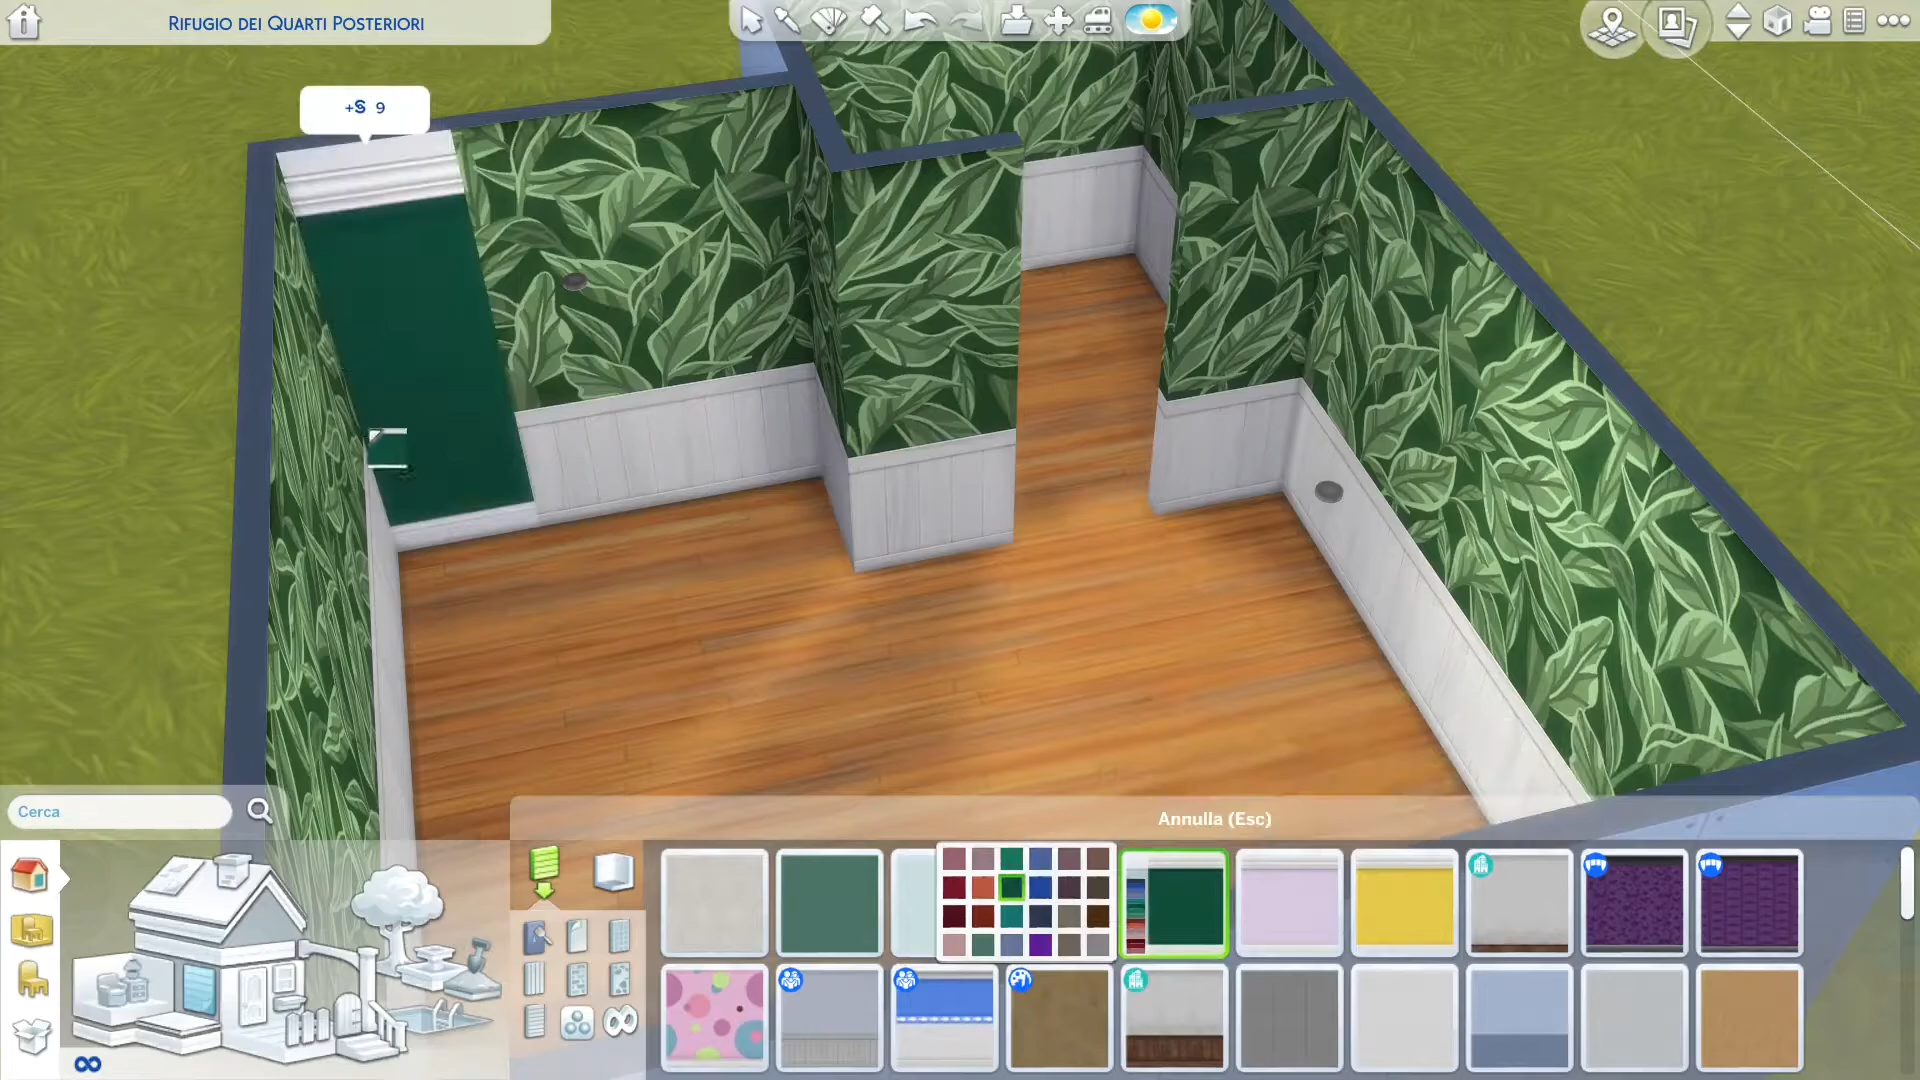 Rifugio dei Quarti Posteriori
+§ 9
Annulla (Esc)
Cerca